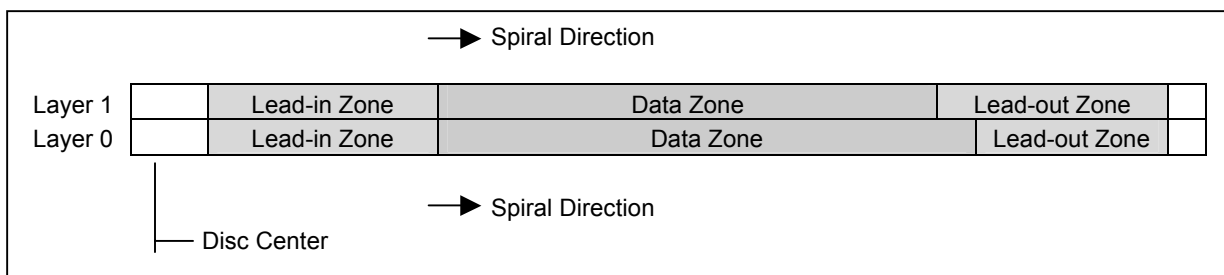 Spiral Direction
Layer 1 Lead-in Zone Data Zone Lead-out Zone
Layer 0 Lead-in Zone Data Zone Lead-out Zone
Spiral Direction
Disc Center